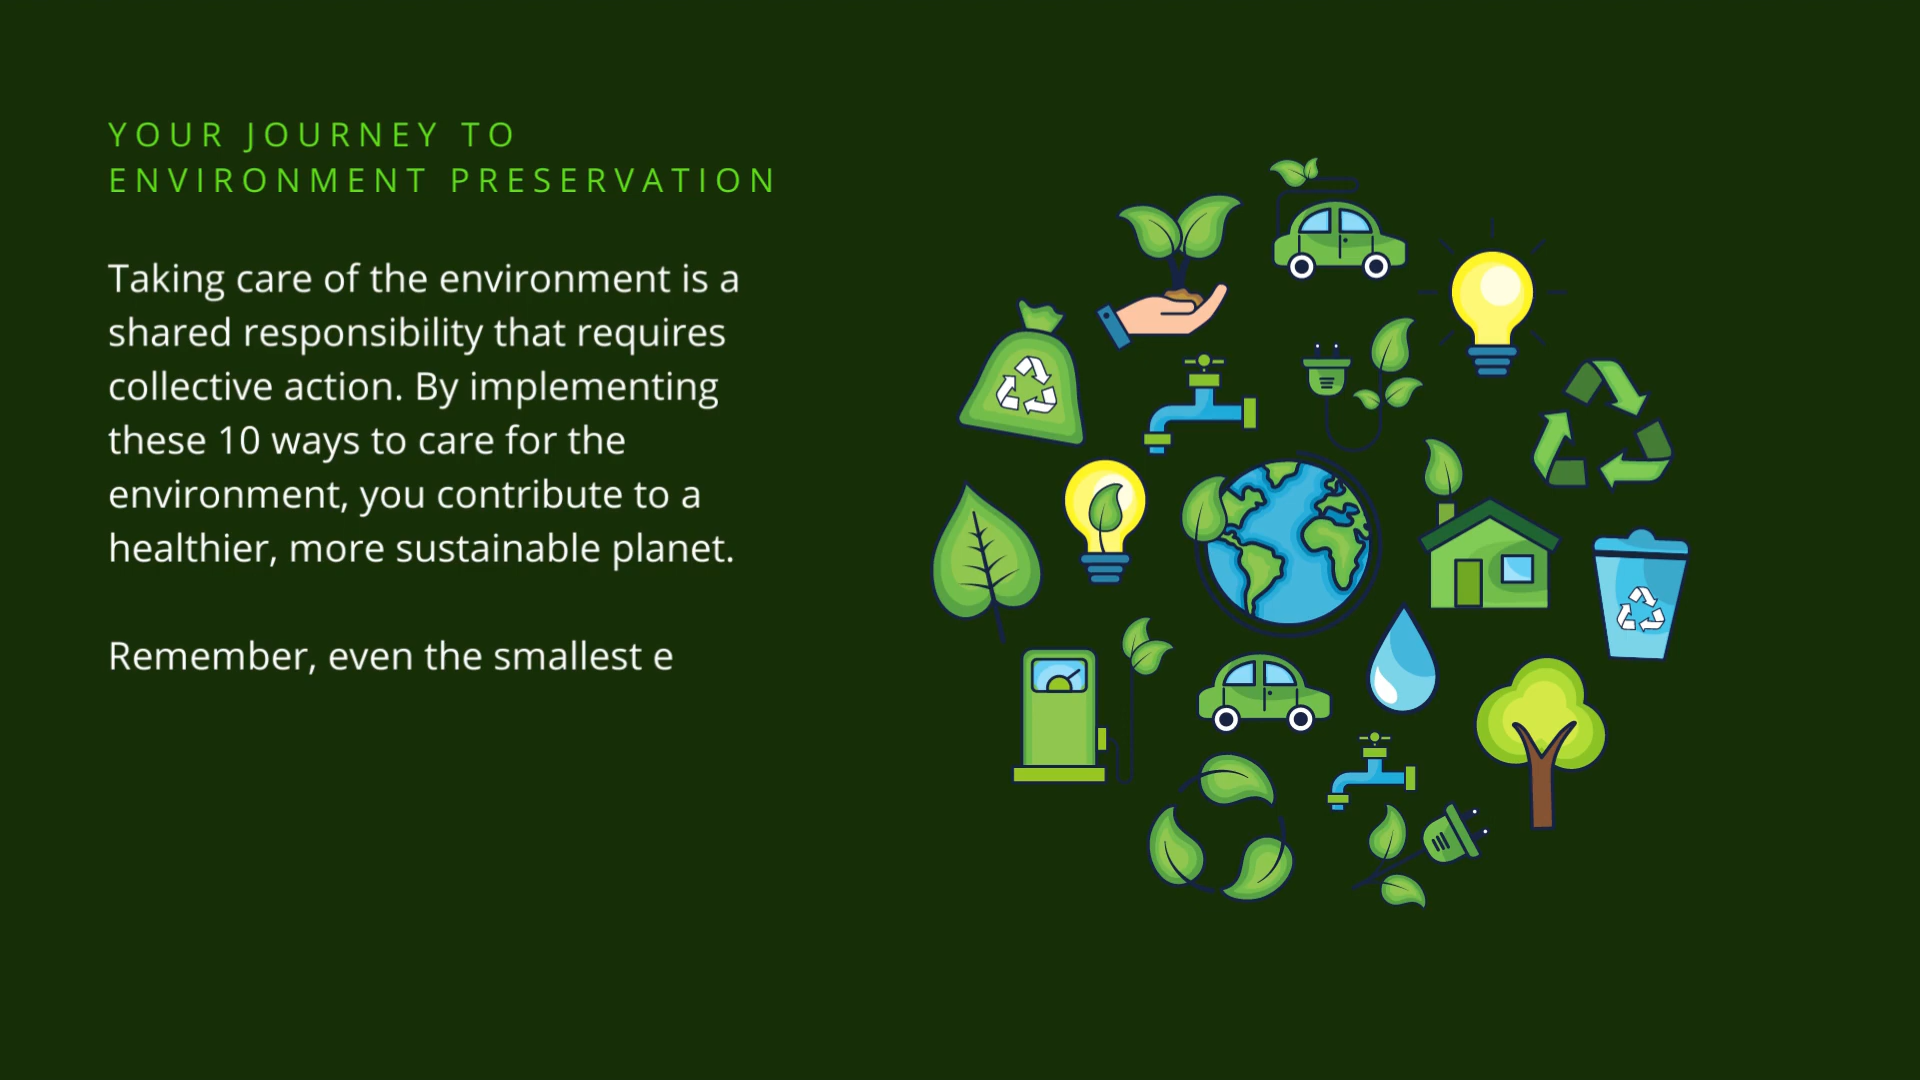 YOUR JOURNEY TO
ENVIRONMENT PRESERVATION
Taking care of the environment is a
shared responsibility that requires
collective action. By implementing
these 10 ways to care for the
environment, you contribute to a
healthier, more sustainable planet.
Remember, even the smallest e